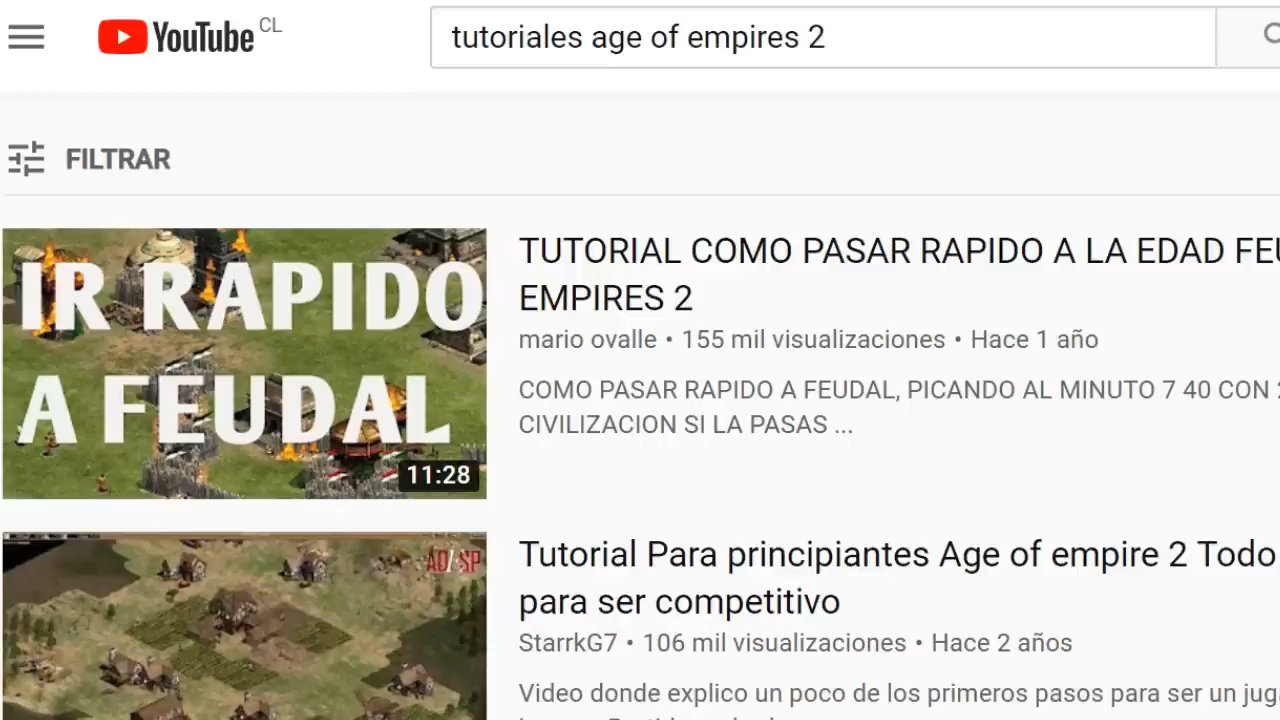 YouTube CL
tutoriales age of empires 2
FILTRAR
IR RAPIDO
A FEUDAL
11:28
TUTORIAL COMO PASAR RAPIDO A LA EDAD
EMPIRES 2
mario ovalle • 155 mil visualizaciones • Hace 1 año
COMO PASAR RAPIDO A FEUDAL, PICANDO AL MINUTO 7 40 CON
CIVILIZACION SI LA PASAS ...
AD/SP
Tutorial Para principiantes Age of empire 2 Todo
para ser competitivo
StarrkG7 • 106 mil visualizaciones • Hace 2 años
Video donde explico un poco de los primeros pasos para ser un